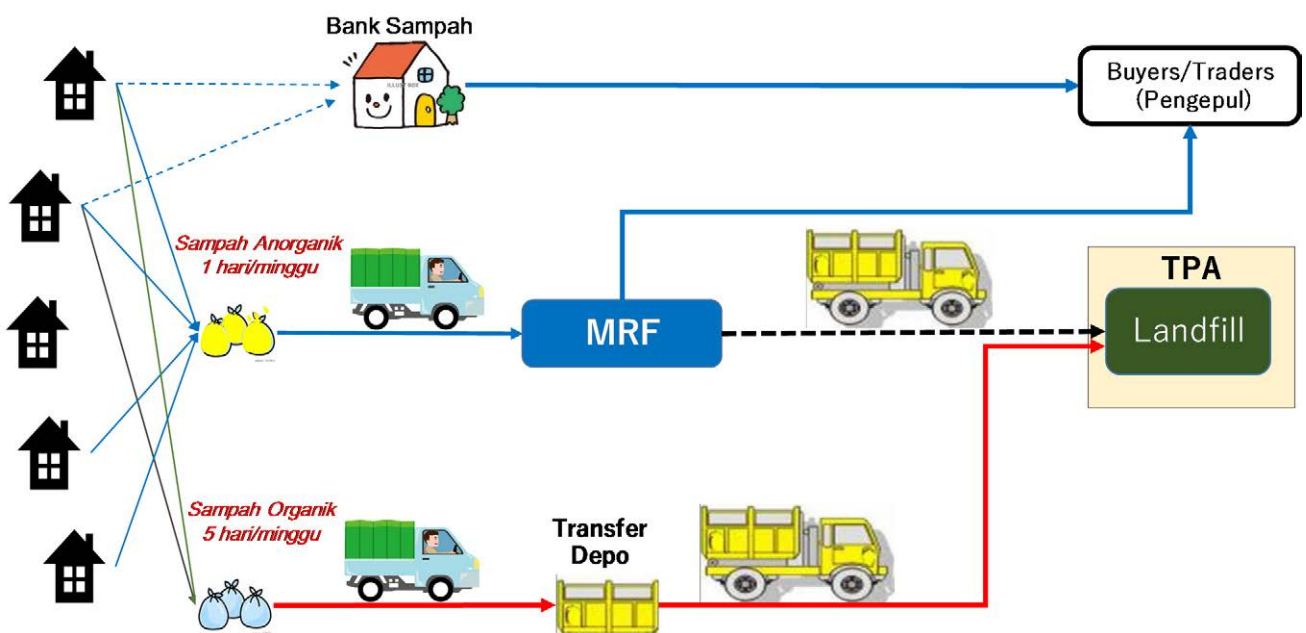 Bank Sampah
Buyers/Traders
(Pengepul)
Sampah Anorganik
1 hari/minggu
TPA
MRF
Landfill
Sampah Organik
5 hari/minggu
Transfer
Depo